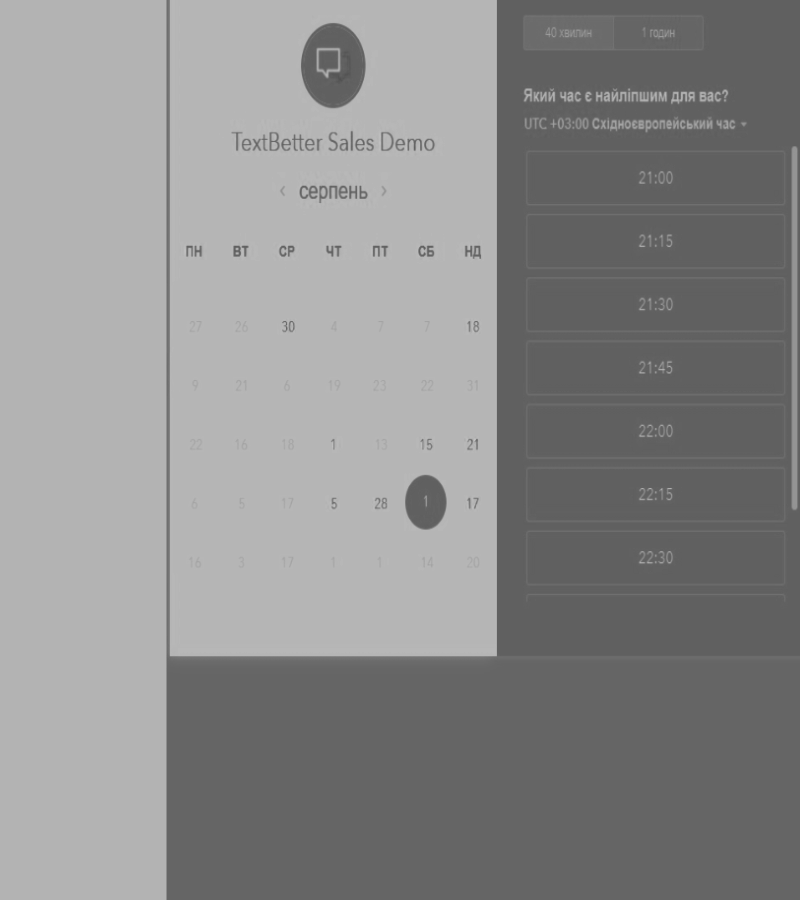 TextBetter Sales Demo
серпень
ПН ВТ СР ЧТ ПТ СБ НД
27 26 30 4 7 7 18
9 21 6 19 23 22 31
22 16 18 1 13 15 21
6 5 17 5 28 1 17
16 3 17 1 1 14 20
40 хвилин 1 годин
Який час є найліпшим для вас?
UTC +03:00 Східноєвропейський час
21:00
21:15
21:30
21:45
22:00
22:15
22:30